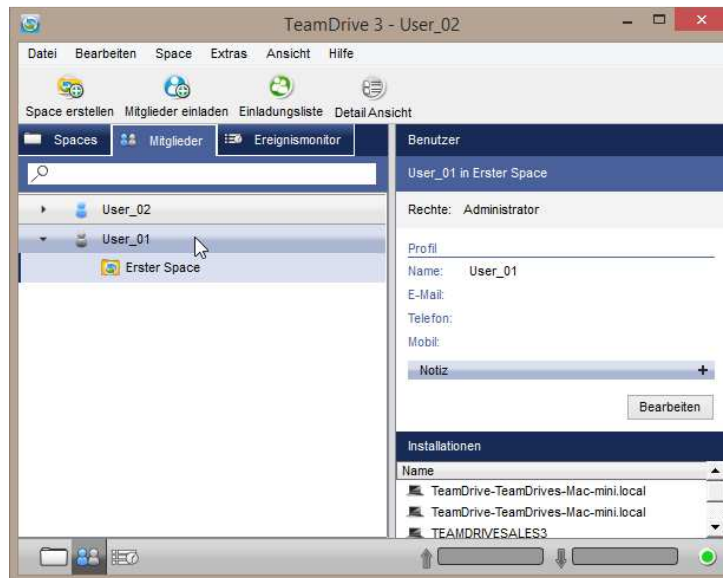 TeamDrive 3 - User_02
Datei Bearbeiten Space Extras Ansicht Hilfe
Space erstellen Mitglieder einladen Einladungsliste Detail Ansicht
Spaces Mitglieder Ereignismonitor
User_02
User_01
Erster Space
Benutzer
User_01 in Erster Space
Rechte: Administrator
Profil
Name: User_01
E-Mail:
Telefon:
Mobil:
Notiz +
Bearbeiten
Installationen
Name
TeamDrive-TeamDrives-Mac-mini.local
TeamDrive-TeamDrives-Mac-mini.local
TEAMDRIVESALES3